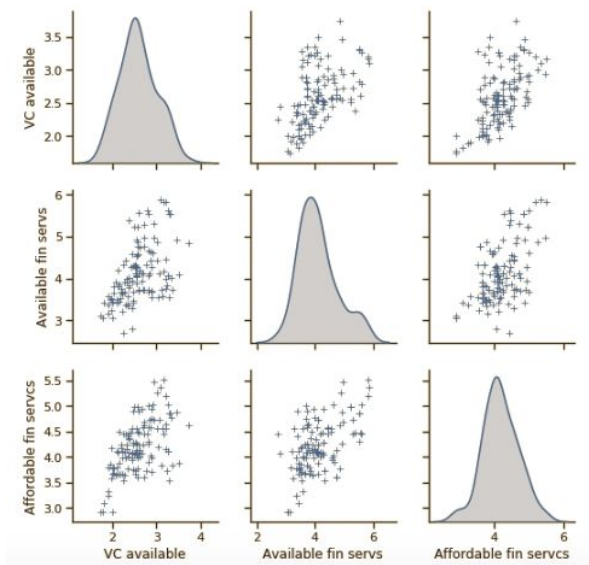 VC available
3.5
3.0
2.5
2.0
Available fin servs
6
5
4
3
Affordable fin servcs
5.5
5.0
4.5
4.0
3.5
3.0
2 3 4
2 4 6
4 6
VC available
Available fin servs
Affordable fin servcs